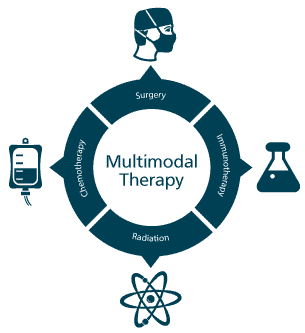 Surgery
Immunotherapy
Multimodal
Therapy
Chemotherapy
Radiation